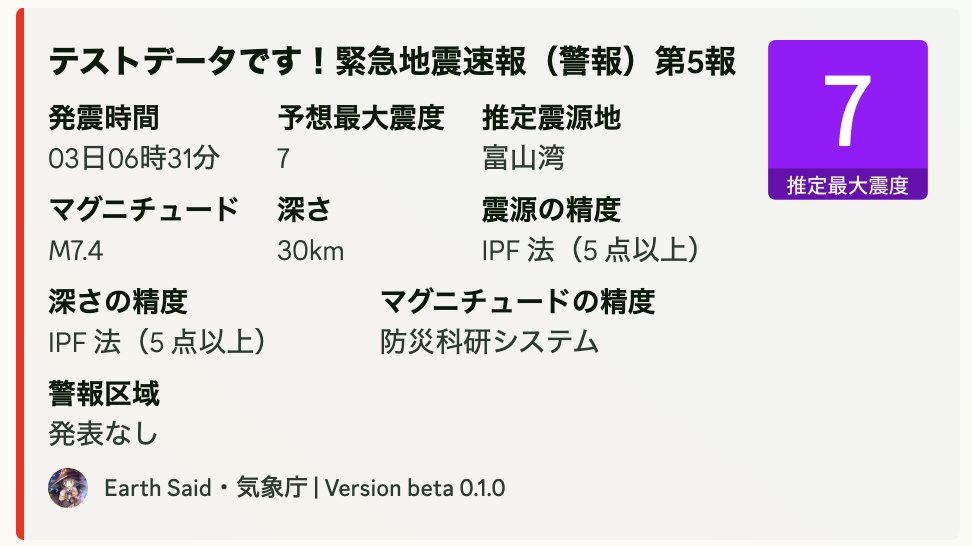 テストデータです！緊急地震速報（警報）第5報
7
推定最大震度
発震時間 予想最大震度 推定震源地
03日06時31分 7 富山湾
マグニチュード 深さ 震源の精度
M7.4 30km IPF 法（5 点以上）
深さの精度 マグニチュードの精度
IPF 法（5 点以上） 防災科研システム
警報区域
発表なし
Earth Said・気象庁 | Version beta 0.1.0